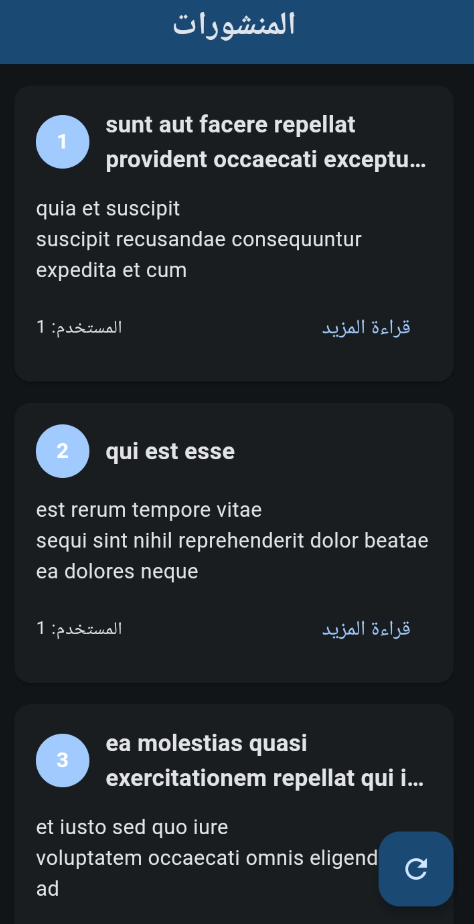 المنشورات
1
sunt aut facere repellat
provident occaecati exceptu...
quia et suscipit
suscipit recusandae consequuntur
expedita et cum
المستخدم: 1
قراءة المزيد
2
qui est esse
est rerum tempore vitae
sequi sint nihil reprehenderit dolor beatae
ea dolores neque
المستخدم: 1
قراءة المزيد
3
ea molestias quasi
exercitationem repellat qui i...
et iusto sed quo iure
voluptatem occaecati omnis eligend
ad